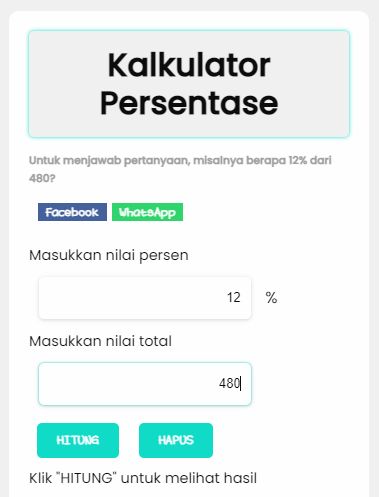 Kalkulator
Persentase
Untuk menjawab pertanyaan, misalnya berapa 12% dari
480?
Facebook WhatsApp
Masukkan nilai persen
12 %
Masukkan nilai total
480
HITUNG HAPUS
Klik "HITUNG" untuk melihat hasil